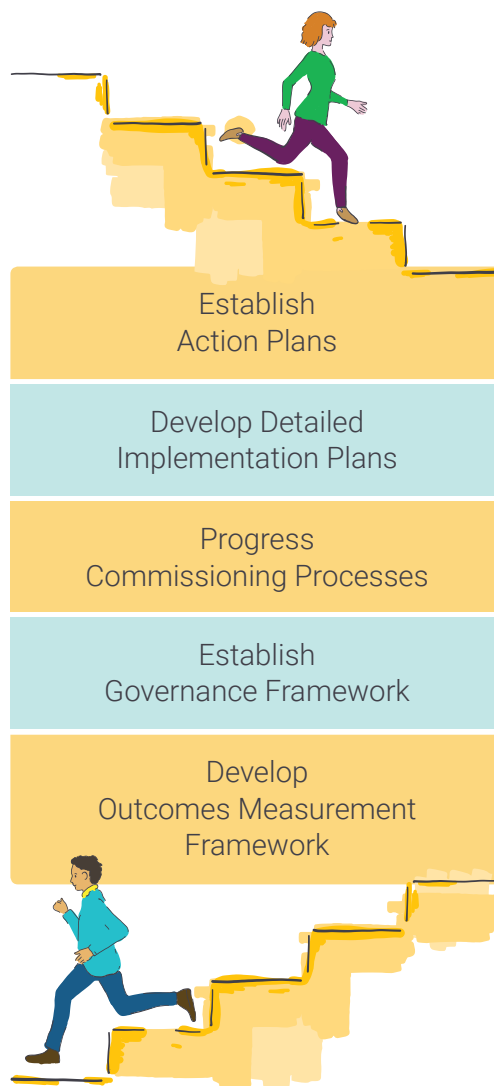 Establish
Action Plans
Develop Detailed
Implementation Plans
Progress
Commissioning Processes
Establish
Governance Framework
Develop
Outcomes Measurement
Framework